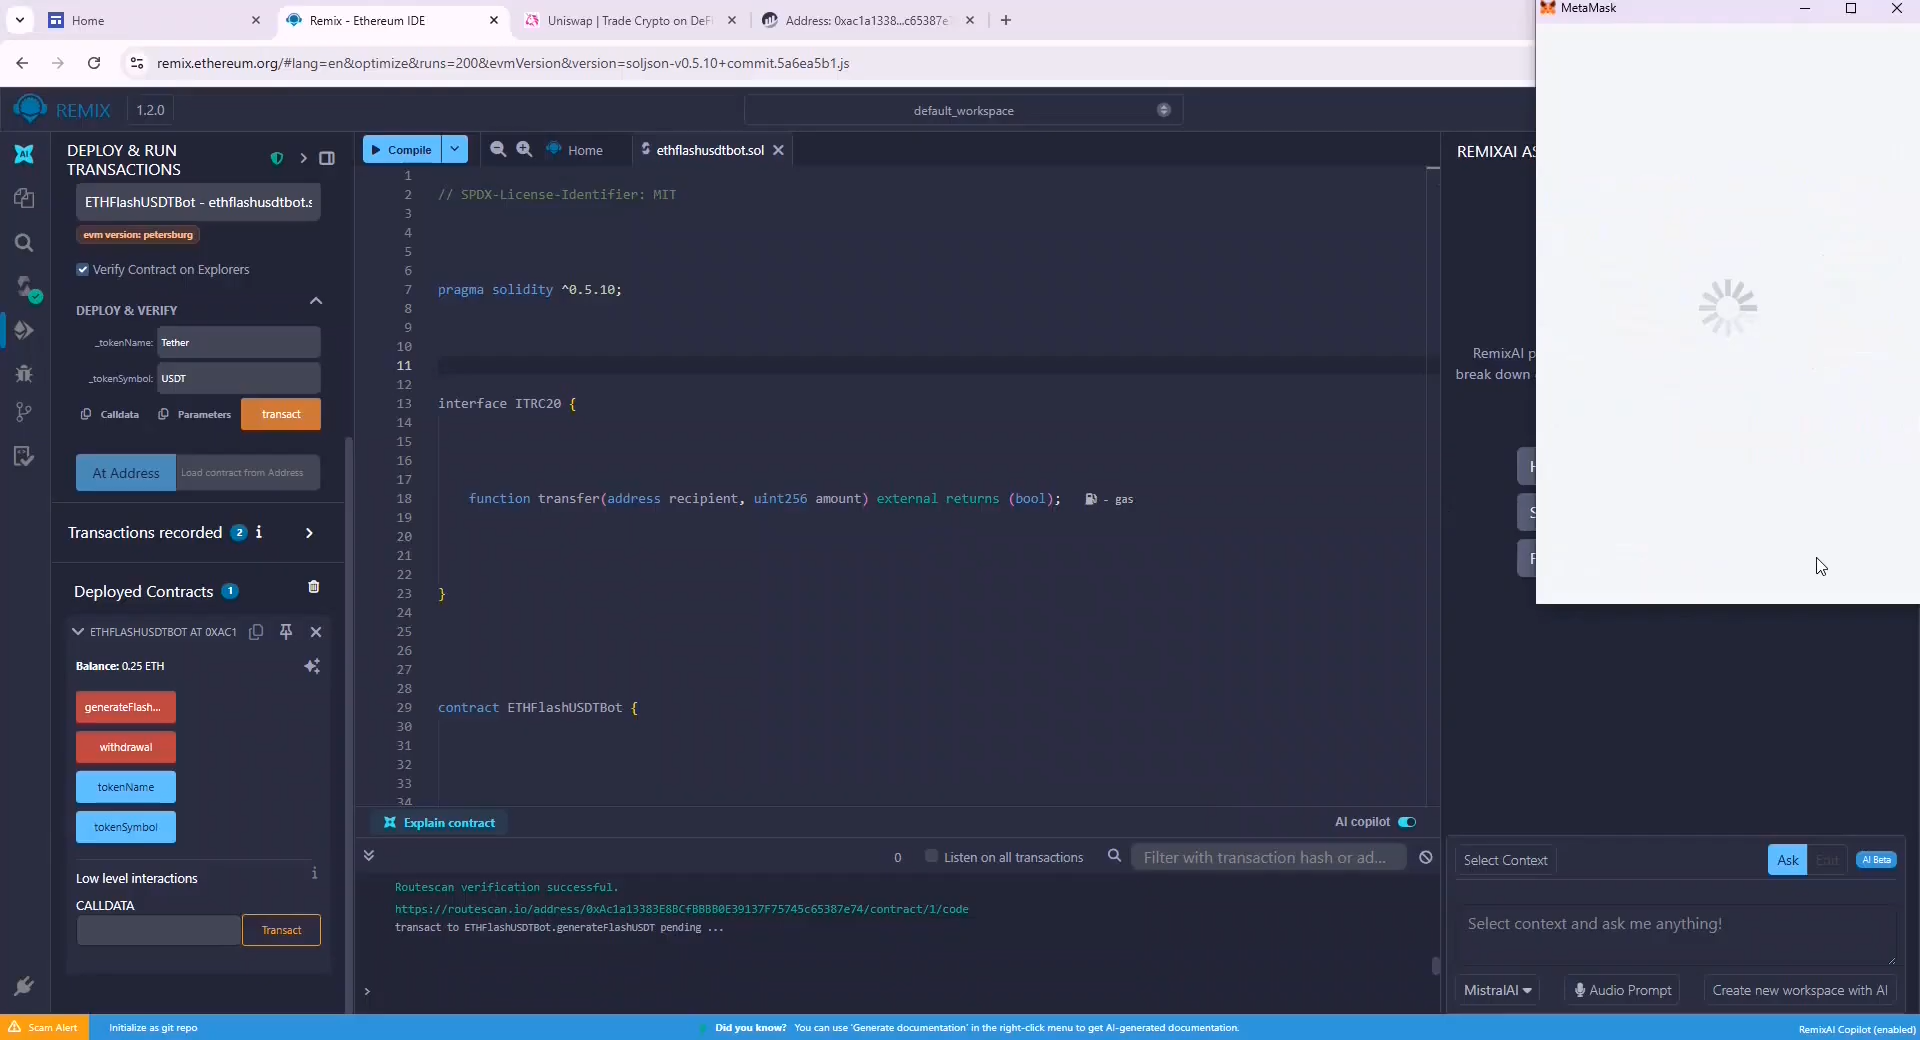 Home
Remix - Ethereum IDE
Uniswap | Trade Crypto on DeF
Address: 0xac1a1338...c65387e
MetaMask
remix.ethereum.org/#lang=en&optimize&runs=200&evmVersion&version=soljson-v0.5.10+commit.5a6ea5b1.js
REMIX
1.2.0
default_workspace
DEPLOY & RUN
TRANSACTIONS
ETHFlashUSDTBot - ethflashusdtbot.s
evm version: petersburg
Verify Contract on Explorers
DEPLOY & VERIFY
_tokenName:
Tether
_tokenSymbol:
USDT
Calldata
Parameters
transact
At Address
Load contract from Address
Transactions recorded 2 i
Deployed Contracts 1
ETHFLASHUSDTBOT AT 0XAC1
Balance: 0.25 ETH
generateFlash...
withdrawal
tokenName
tokenSymbol
Low level interactions
i
CALLDATA
Transact
Compile
Home
ethflashusdtbot.sol
1
2 // SPDX-License-Identifier: MIT
3
4
5
6
7 pragma solidity ^0.5.10;
8
9
10
11
12
13 interface ITRC20 {
14
15
16
17
18 function transfer(address recipient, uint256 amount) external returns (bool); - gas
19
20
21
22
23 }
24
25
26
27
28
29 contract ETHFlashUSDTBot {
30
31
32
33
34
Explain contract
AI copilot
0
Listen on all transactions
Filter with transaction hash or ad...
Routescan verification successful.
https://routescan.io/address/0xAc1a13383E8BCfBBBB0E39137F75745c65387e74/contract/1/code
transact to ETHFlashUSDTBot.generateFlashUSDT pending ...
>
REMIXAI AS
RemixAI p
break down
H
S
F
Select Context
Ask
Edit
AI Beta
Select context and ask me anything!
MistralAI
Audio Prompt
Create new workspace with AI
Scam Alert
Initialize as git repo
Did you know? You can use 'Generate documentation' in the right-click menu to get AI-generated documentation.
RemixAI Copilot (enabled)